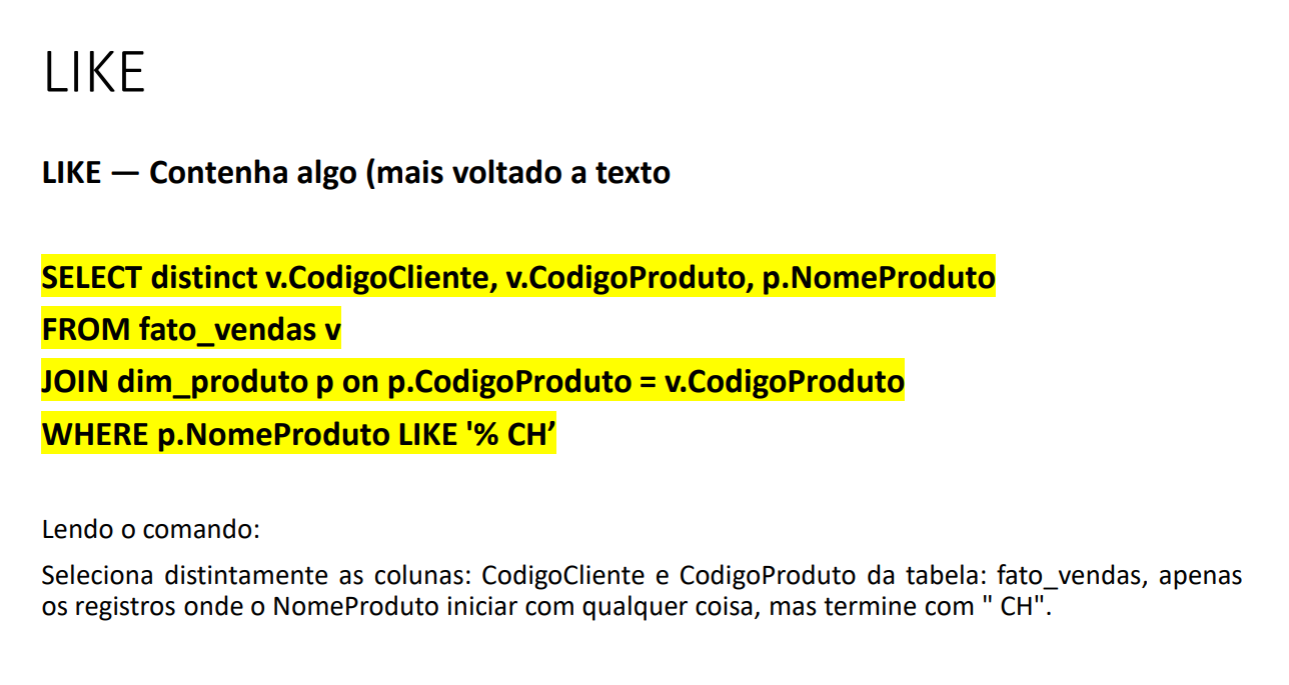 LIKE
LIKE — Contenha algo (mais voltado a texto
SELECT distinct v.CodigoCliente, v.CodigoProduto, p.NomeProduto
FROM fato_vendas v
JOIN dim_produto p on p.CodigoProduto = v.CodigoProduto
WHERE p.NomeProduto LIKE '% CH’
Lendo o comando:
Seleciona distintamente as colunas: CodigoCliente e CodigoProduto da tabela: fato_vendas, apenas
os registros onde o NomeProduto iniciar com qualquer coisa, mas termine com " CH".